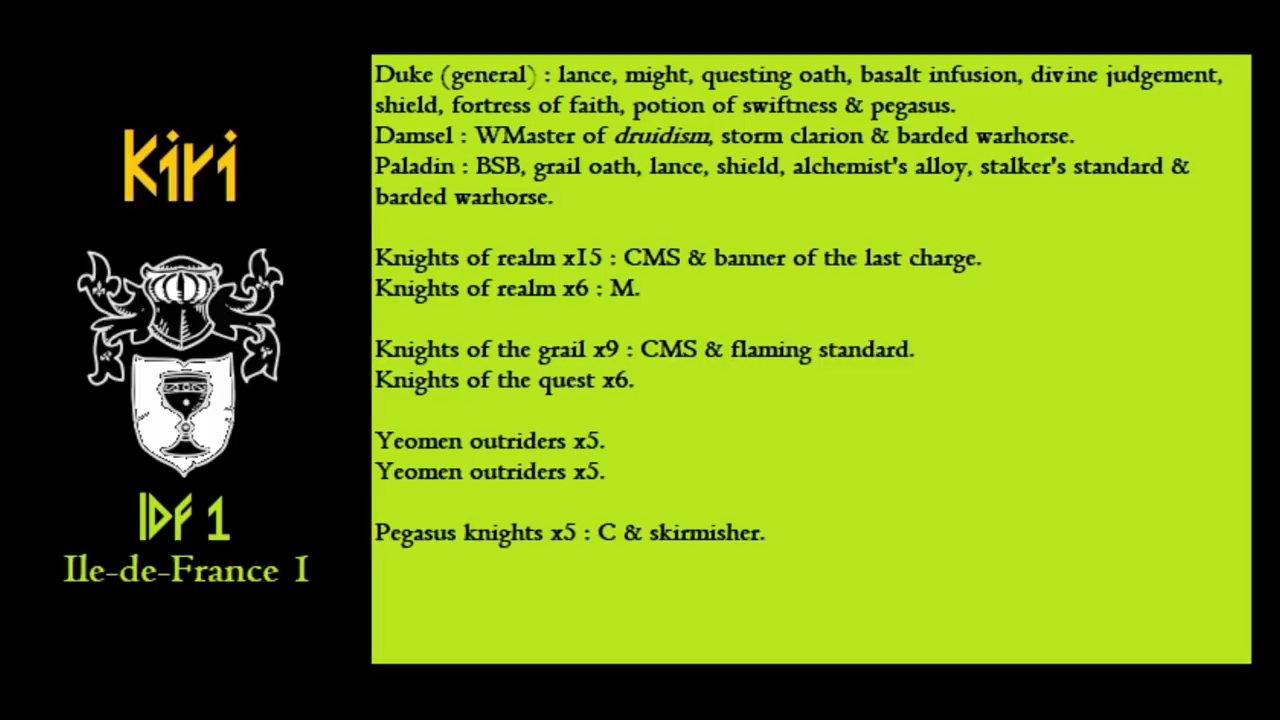 Kiri
IDF 1
Ile-de-France 1
Duke (general) : lance, might, questing oath, basalt infusion, divine judgement,
shield, fortress of faith, potion of swiftness & pegasus.
Damsel : WMaster of druidism, storm clarion & barded warhorse.
Paladin : BSB, grail oath, lance, shield, alchemist's alloy, stalker's standard &
barded warhorse.
Knights of realm x15 : CMS & banner of the last charge.
Knights of realm x6 : M.
Knights of the grail x9 : CMS & flaming standard.
Knights of the quest x6.
Yeomen outriders x5.
Yeomen outriders x5.
Pegasus knights x5 : C & skirmisher.